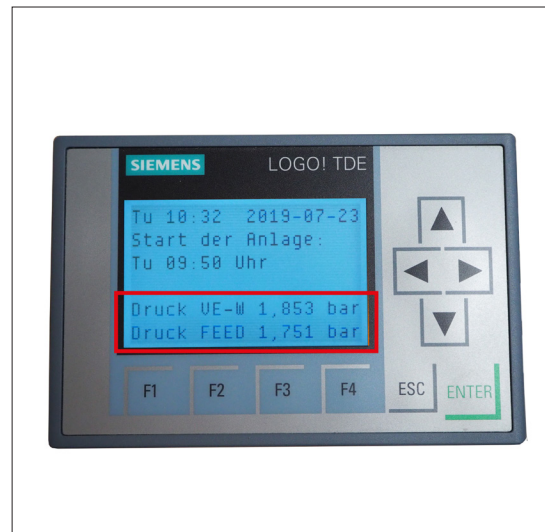 SIEMENS LOGO! TDE
Tu 10:32 2019-07-23
Start der Anlage:
Tu 09:50 Uhr
Druck VE-W 1,853 bar
Druck FEED 1,751 bar
F1 F2 F3 F4 ESC ENTER